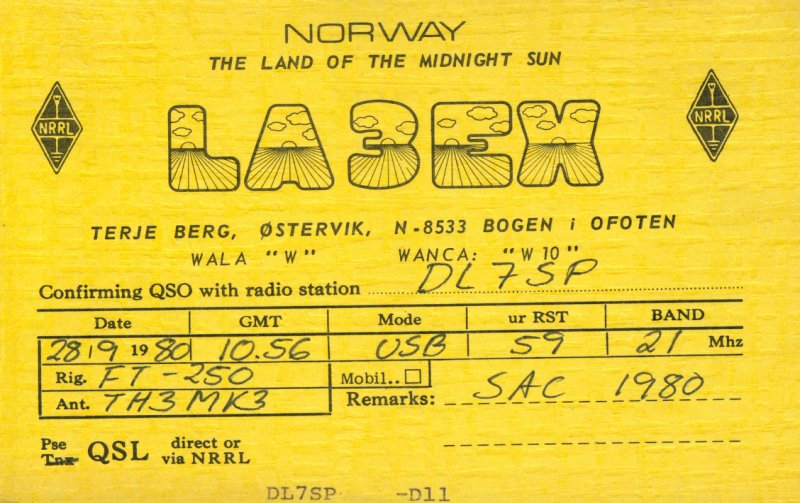 NORWAY
THE LAND OF THE MIDNIGHT SUN
NRRL
LA3EX
NRRL
TERJE BERG, ØSTERVIK, N-8533 BOGEN i OFOTEN
WALA "W" WANCA: "W 10"
Confirming QSO with radio station DL7SP
Date GMT Mode ur RST BAND
28/9 1980 10.56 USB 59 21 Mhz
Rig. FT-250 Mobil..
Ant. TH3MK3 Remarks: SAC 1980
Pse
Tnx QSL direct or
via NRRL
DL7SP -D11